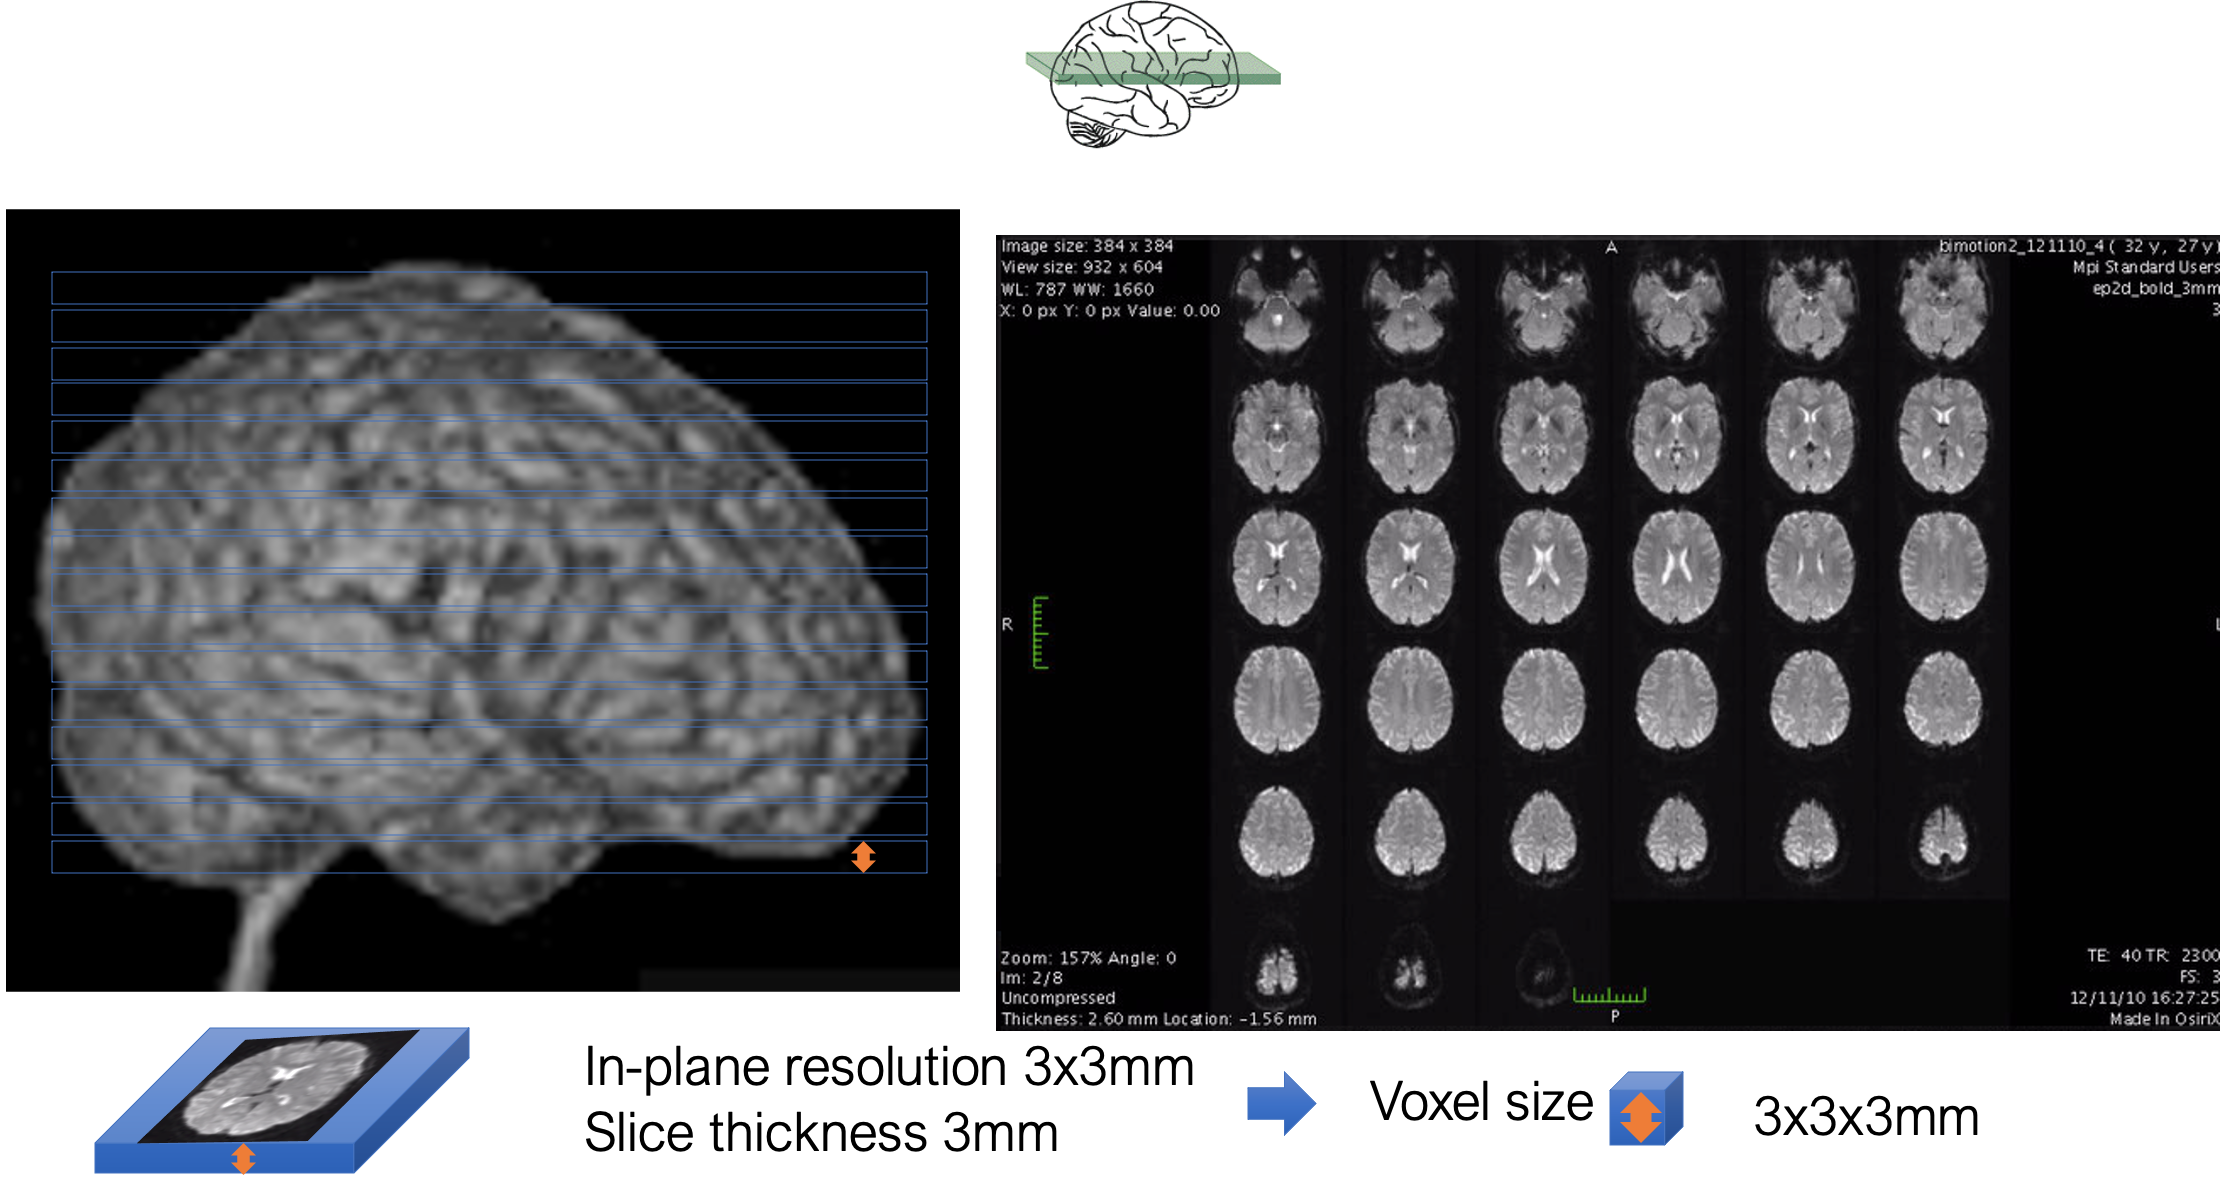 Image size: 384 x 384
View size: 932 x 604
WL: 787 WW: 1660
X: 0 px Y: 0 px Value: 0.00
A
bimotion2_121110_4 ( 32 y, 27 y)
Mpi Standard Users
ep2d_bold_3mm
3
R
L
Zoom: 157% Angle: 0
Im: 2/8
Uncompressed
Thickness: 2.60 mm Location: -1.56 mm
P
TE: 40 TR: 2300
FS: 3
12/11/10 16:27:25
Made In OsiriX
In-plane resolution 3x3mm
Slice thickness 3mm
Voxel size
3x3x3mm